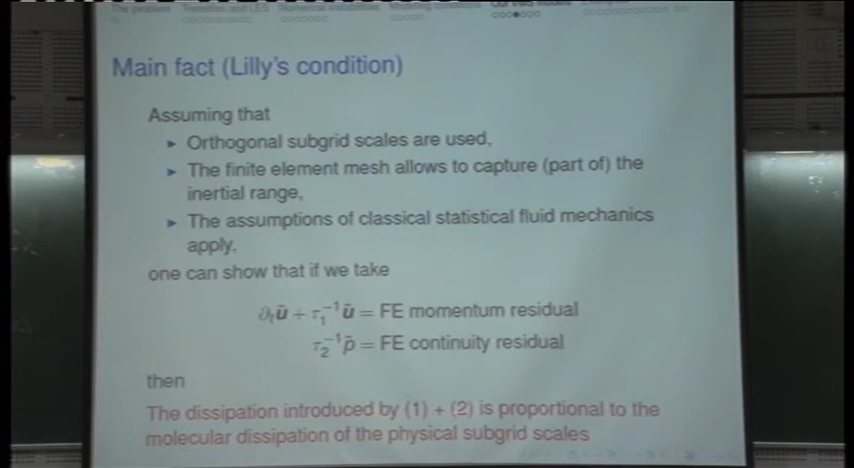 Main fact (Lilly's condition)
Assuming that
► Orthogonal subgrid scales are used,
► The finite element mesh allows to capture (part of) the
inertial range,
► The assumptions of classical statistical fluid mechanics
apply,
one can show that if we take
∂ₜũ + τ₁⁻¹ũ = FE momentum residual
τ₂⁻¹p̃ = FE continuity residual
then
The dissipation introduced by (1) + (2) is proportional to the
molecular dissipation of the physical subgrid scales